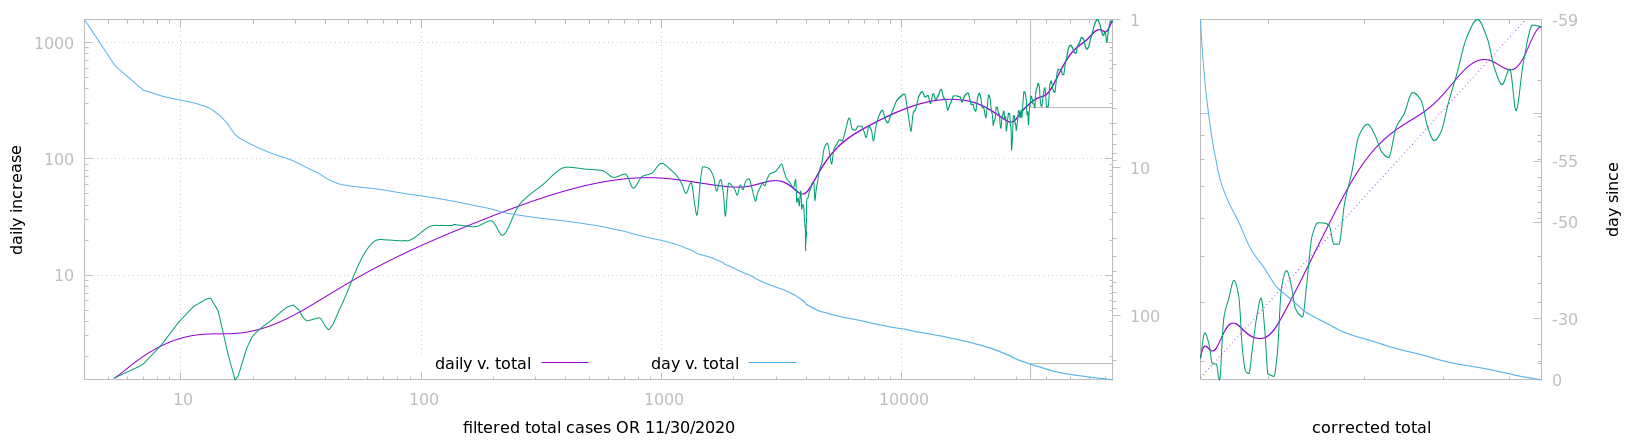 1000
100
10
daily increase
10
100
1000
10000
filtered total cases OR 11/30/2020
daily v. total
day v. total
1
10
100
-59
-55
-50
-30
0
day since
corrected total